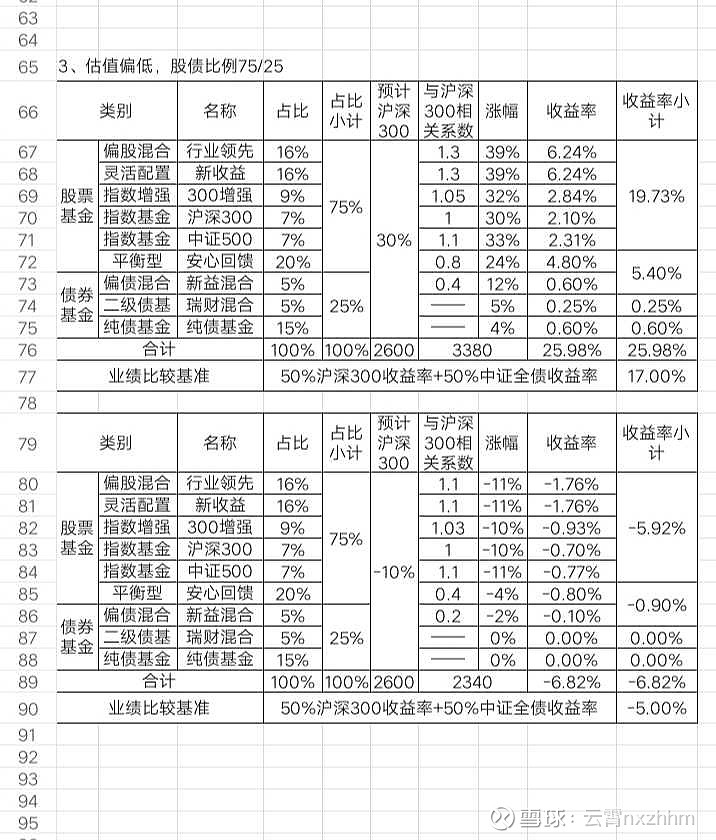 63
64
65 3、估值偏低，股债比例75/25
66 类别 名称 占比 占比小计 预计沪深300 与沪深300相关系数 涨幅 收益率 收益率小计
67 股票基金 偏股混合 行业领先 16% 75% 30% 1.3 39% 6.24% 19.73%
68 灵活配置 新收益 16% 1.3 39% 6.24%
69 指数增强 300增强 9% 1.05 32% 2.84%
70 指数基金 沪深300 7% 1 30% 2.10%
71 指数基金 中证500 7% 1.1 33% 2.31%
72 平衡型 安心回馈 20% 0.8 24% 4.80% 5.40%
73 债券基金 偏债混合 新益混合 5% 25% 0.4 12% 0.60%
74 二级债基 瑞财混合 5% —— 5% 0.25% 0.25%
75 纯债基金 纯债基金 15% —— 4% 0.60% 0.60%
76 合计 100% 100% 2600 3380 25.98% 25.98%
77 业绩比较基准 50%沪深300收益率+50%中证全债收益率 17.00%
78
79 类别 名称 占比 占比小计 预计沪深300 与沪深300相关系数 涨幅 收益率 收益率小计
80 股票基金 偏股混合 行业领先 16% 75% -10% 1.1 -11% -1.76% -5.92%
81 灵活配置 新收益 16% 1.1 -11% -1.76%
82 指数增强 300增强 9% 1.03 -10% -0.93%
83 指数基金 沪深300 7% 1 -10% -0.70%
84 指数基金 中证500 7% 1.1 -11% -0.77%
85 平衡型 安心回馈 20% 0.4 -4% -0.80% -0.90%
86 债券基金 偏债混合 新益混合 5% 25% 0.2 -2% -0.10%
87 二级债基 瑞财混合 5% —— 0% 0.00% 0.00%
88 纯债基金 纯债基金 15% —— 0% 0.00% 0.00%
89 合计 100% 100% 2600 2340 -6.82% -6.82%
90 业绩比较基准 50%沪深300收益率+50%中证全债收益率 -5.00%
91
92
93
94
95
雪球：云霄nxzhhm